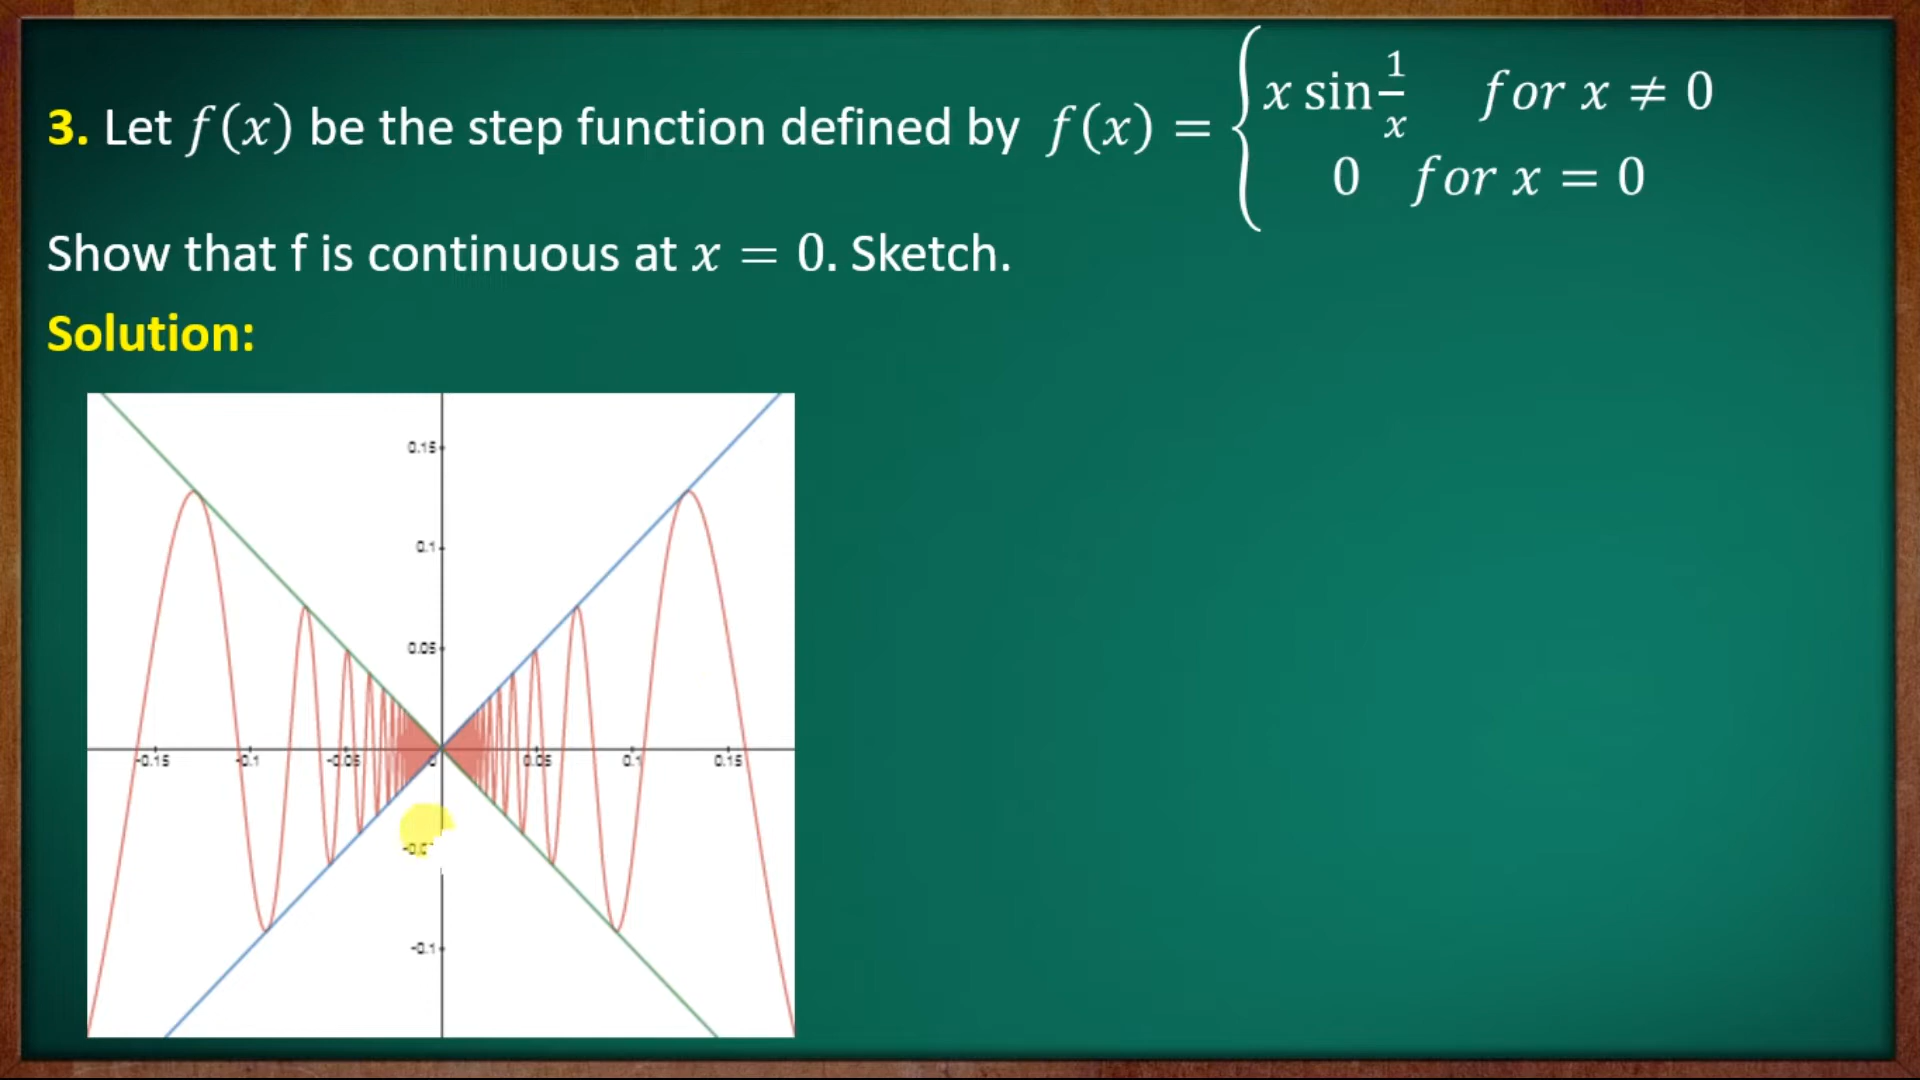 3. Let f(x) be the step function defined by f(x) = { x sin 1/x for x ≠ 0
0 for x = 0
Show that f is continuous at x = 0. Sketch.
Solution:
0.15
0.1
0.05
-0.15 -0.1 -0.05 0 0.05 0.1 0.15
-0.1